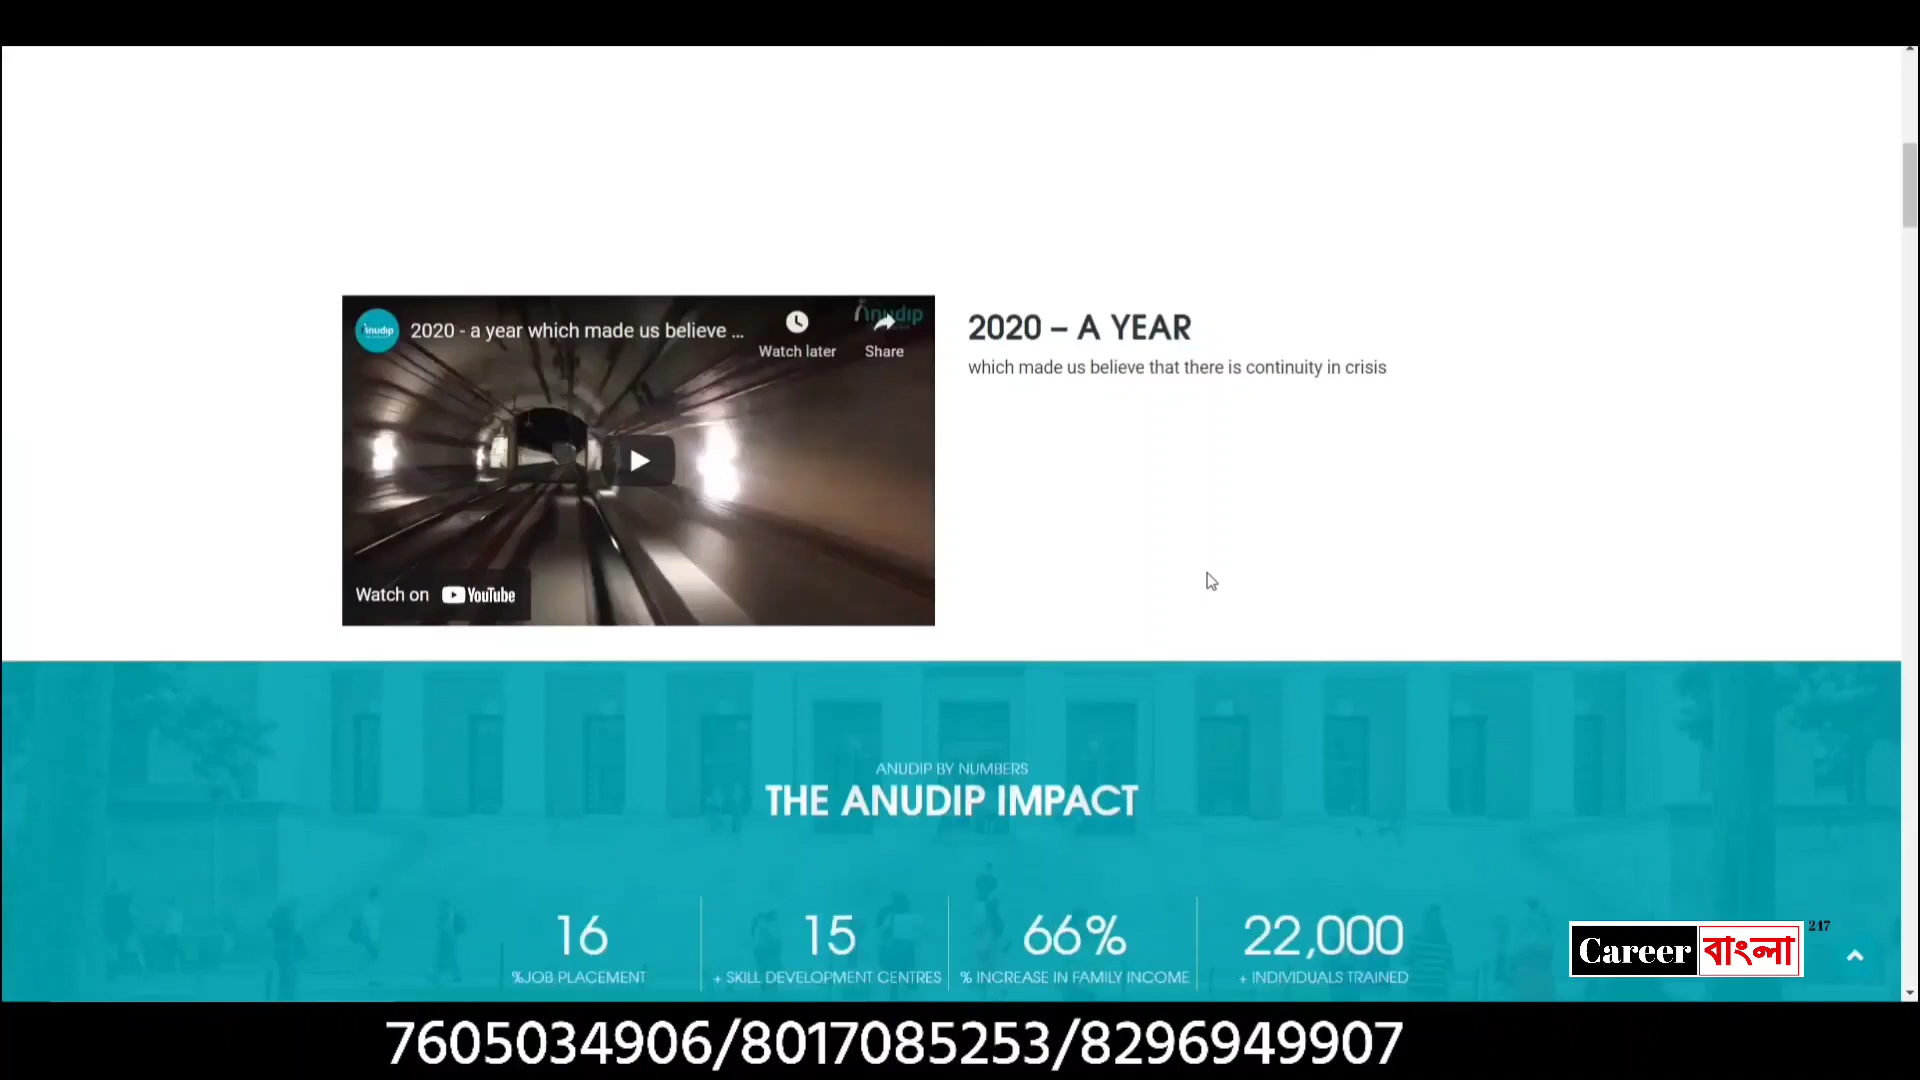 Anudip
2020 - a year which made us believe ...
Watch later
Share
Anudip
Watch on YouTube
2020 – A YEAR
which made us believe that there is continuity in crisis
ANUDIP BY NUMBERS
THE ANUDIP IMPACT
16
%JOB PLACEMENT
15
+ SKILL DEVELOPMENT CENTRES
66%
% INCREASE IN FAMILY INCOME
22,000
+ INDIVIDUALS TRAINED
Career বাংলা 247
7605034906/8017085253/8296949907